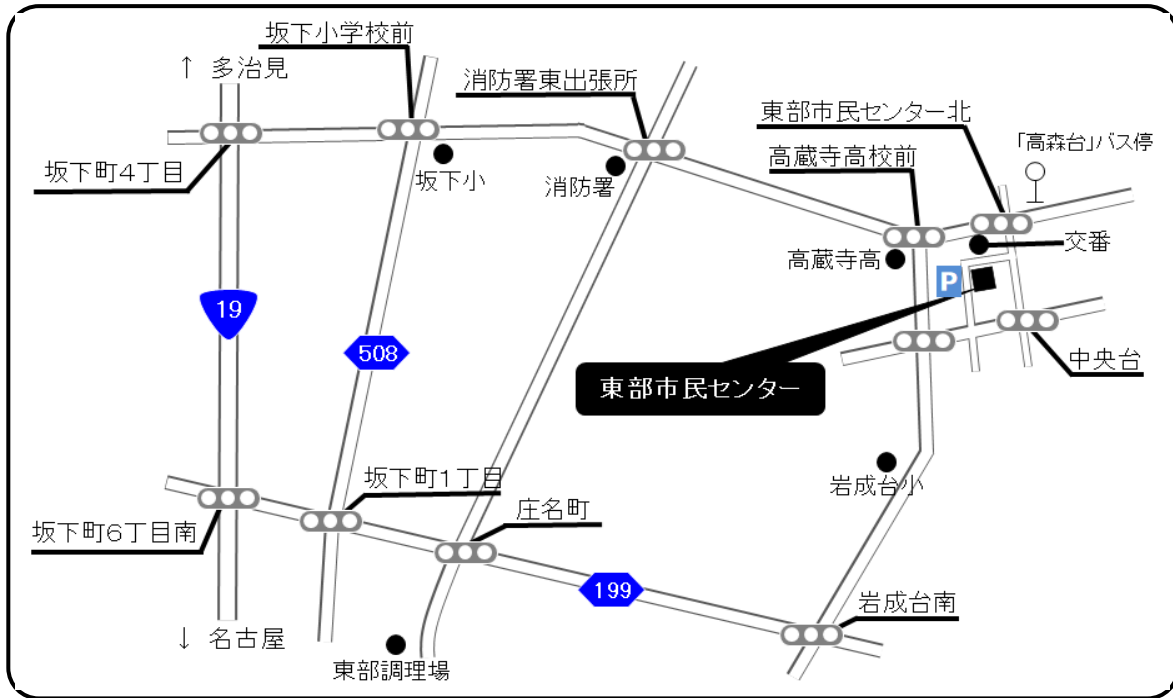 坂下小学校前
↑ 多治見
消防署東出張所
東部市民センター北
「高森台」バス停
高蔵寺高校前
坂下町4丁目
坂下小
消防署
交番
高蔵寺高
P
19
508
中央台
東部市民センター
坂下町1丁目
岩成台小
庄名町
坂下町6丁目南
199
岩成台南
↓ 名古屋
東部調理場